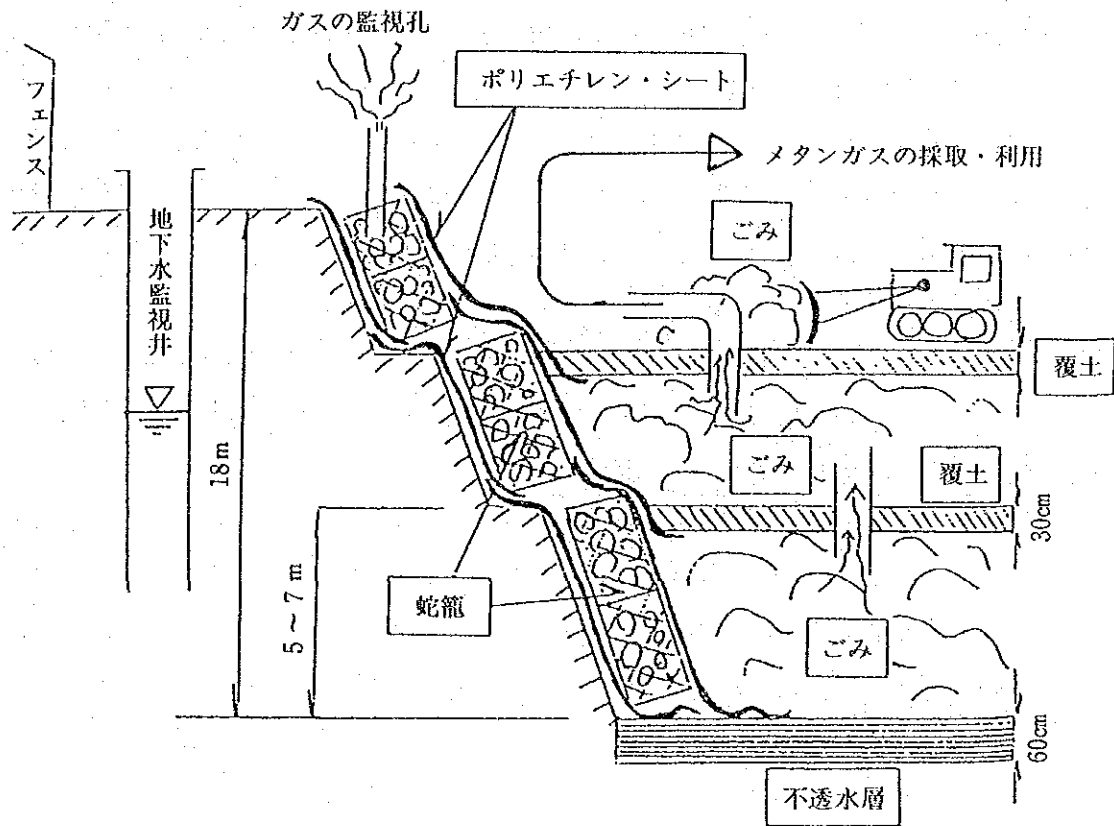 ガスの監視孔
ポリエチレン・シート
フェンス
メタンガスの採取・利用
地下水監視井
ごみ
覆土
18m
ごみ
覆土
30cm
5~7m
蛇籠
ごみ
60cm
不透水層